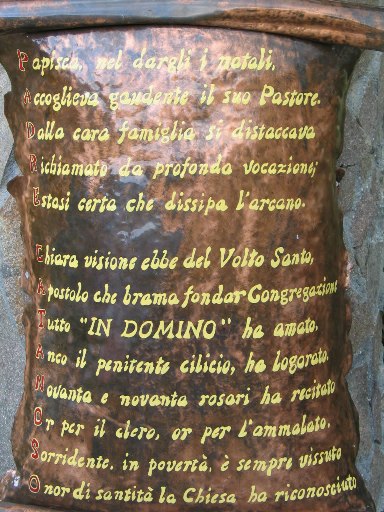 Papisca, nel dargli i natali,
Accoglieva gaudente il suo Pastore.
Dalla cara famiglia si distaccava
Richiamato da profonda vocazione;
Estasi certa che dissipa l'arcano.
Chiara visione ebbe del Volto Santo,
Apostolo che brama fondar Congregazione
Tutto "IN DOMINO" ha amato,
Anco il penitente cilicio, ha logorato.
Novanta e novanta rosari ha recitato
Or per il clero, or per l'ammalato.
Sorridente. in povertà, è sempre vissuto
Onor di santità la Chiesa ha riconosciuto